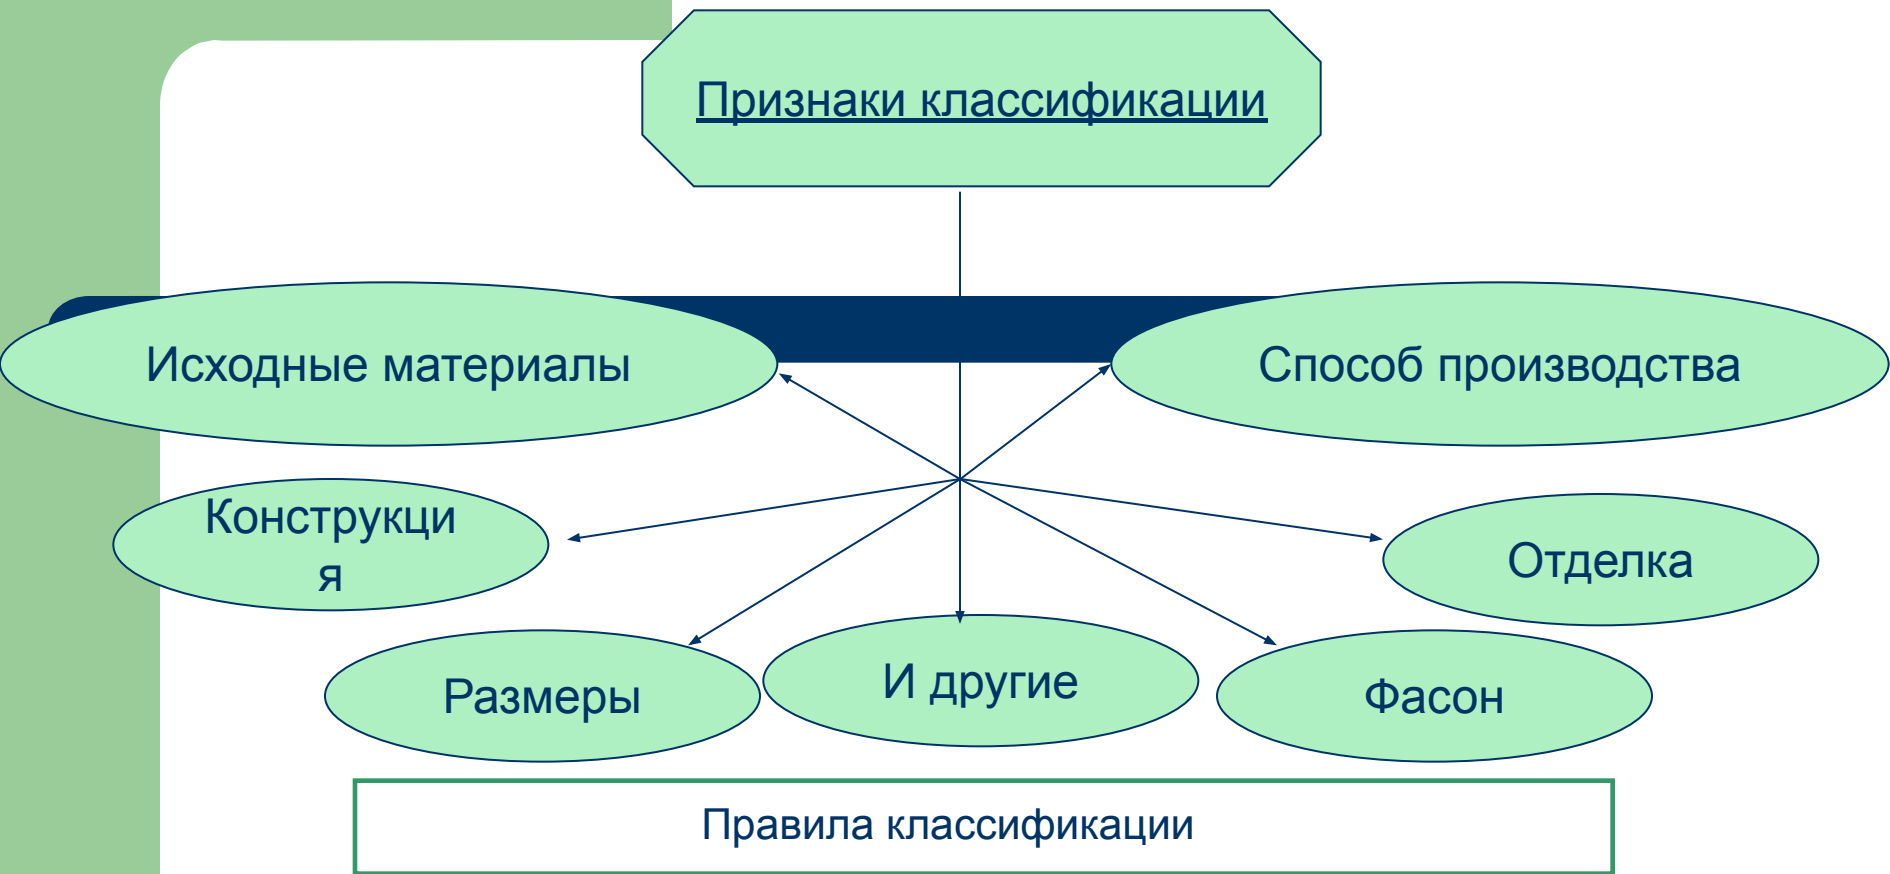 Признаки классификации
Исходные материалы
Способ производства
Конструкци
я
Отделка
Размеры
И другие
Фасон
Правила классификации